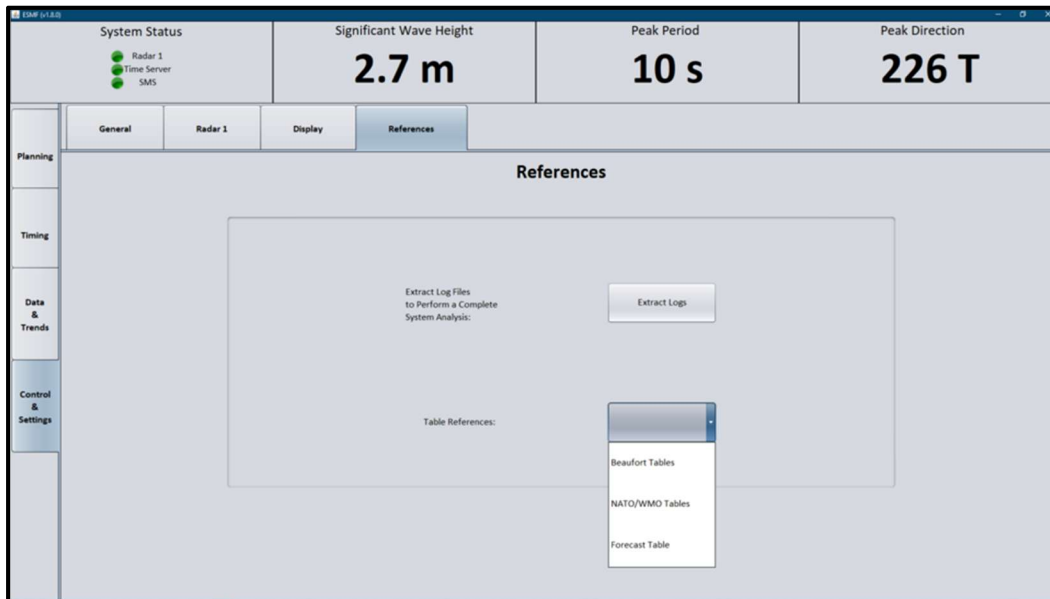 ESMF (v1.8.0)
System Status
Radar 1
Time Server
SMS
Significant Wave Height
2.7 m
Peak Period
10 s
Peak Direction
226 T
Planning
Timing
Data
&
Trends
Control
&
Settings
General
Radar 1
Display
References
References
Extract Log Files
to Perform a Complete
System Analysis:
Extract Logs
Table References:
Beaufort Tables
NATO/WMO Tables
Forecast Table